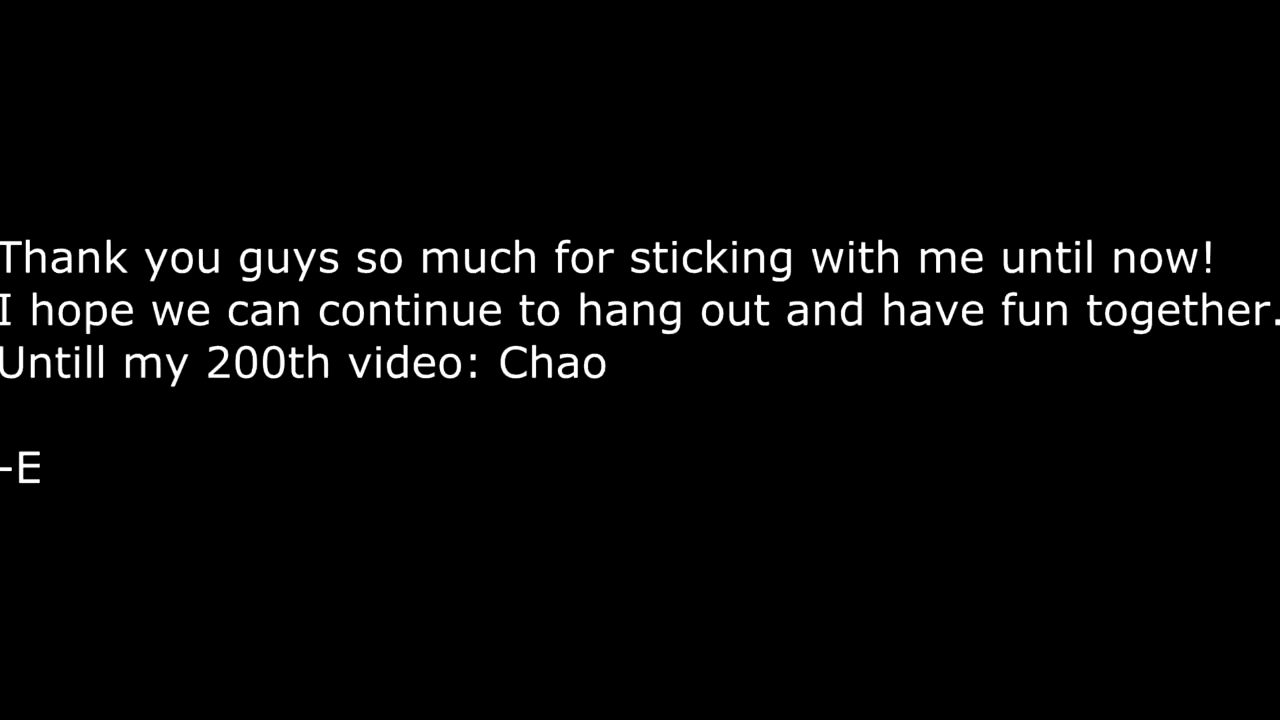 Thank you guys so much for sticking with me until now!
I hope we can continue to hang out and have fun together.
Untill my 200th video: Chao
-E